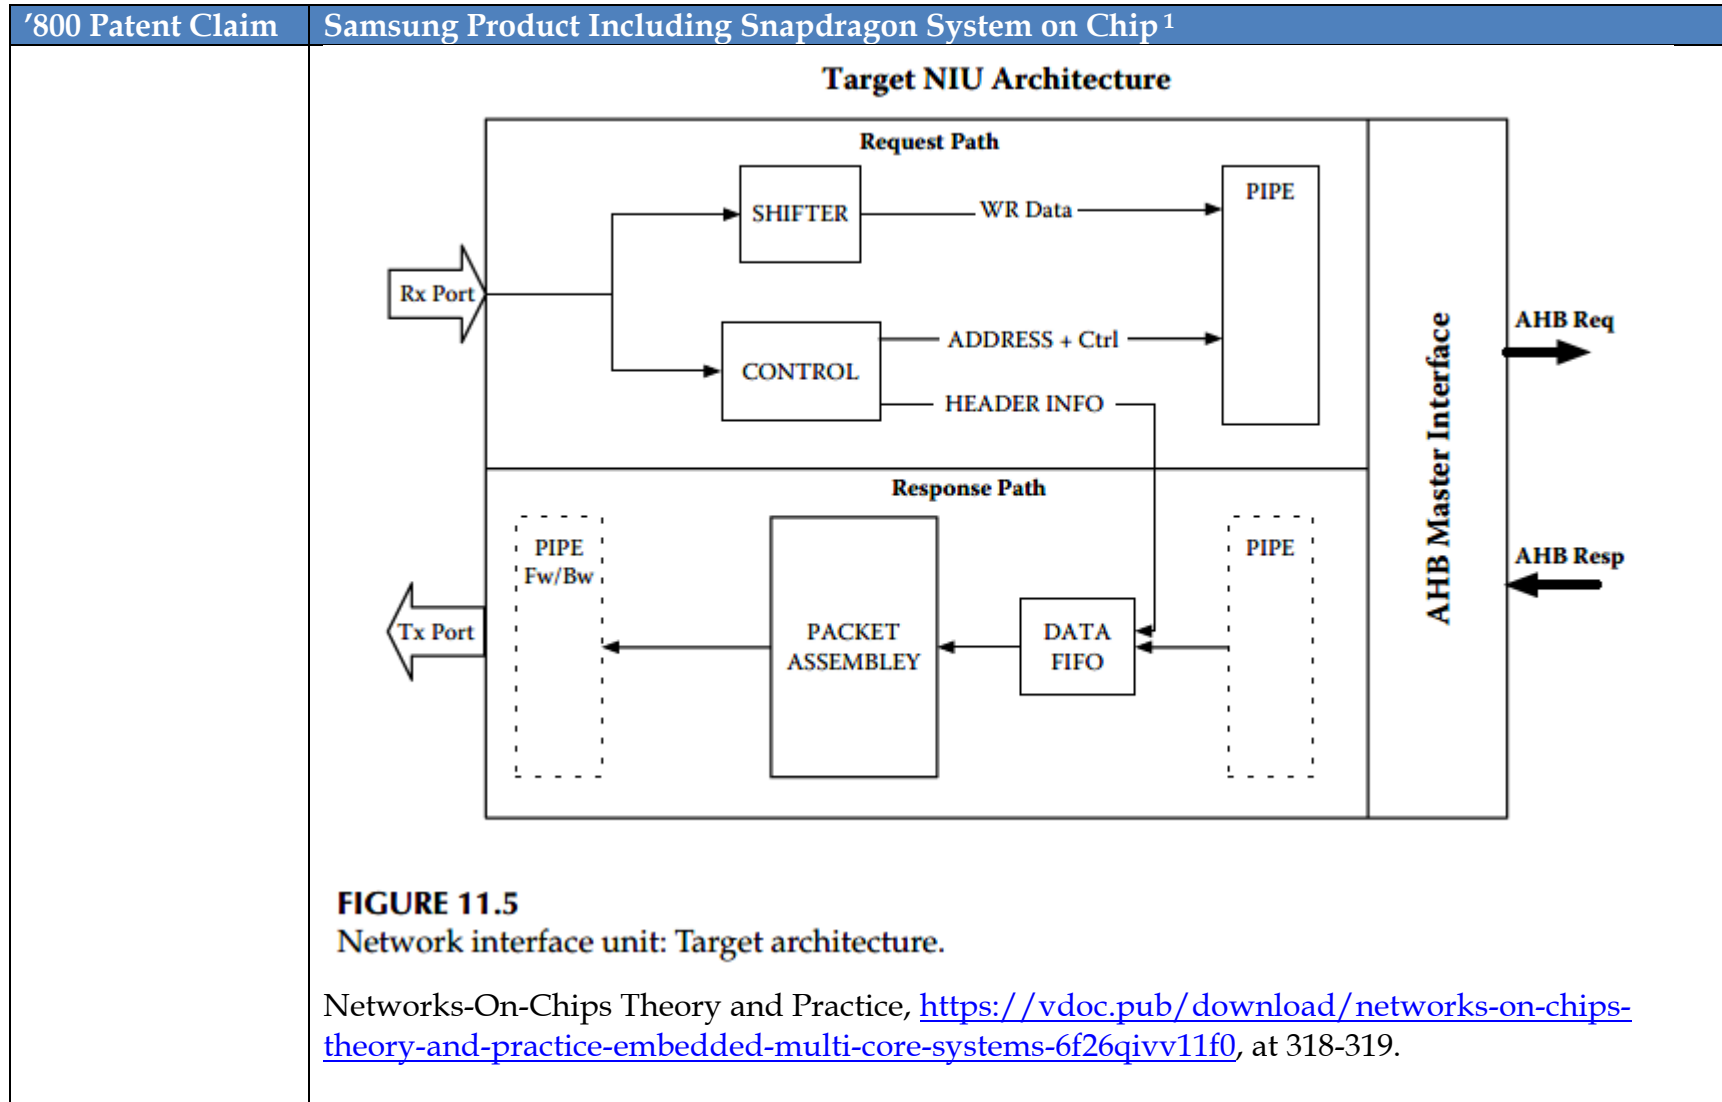 ’800 Patent Claim
Samsung Product Including Snapdragon System on Chip 1
Target NIU Architecture
Request Path
SHIFTER
WR Data
PIPE
Rx Port
CONTROL
ADDRESS + Ctrl
HEADER INFO
AHB Master Interface
AHB Req
Response Path
PIPE
Fw/Bw
PACKET
ASSEMBLEY
DATA
FIFO
PIPE
Tx Port
AHB Resp
FIGURE 11.5
Network interface unit: Target architecture.
Networks-On-Chips Theory and Practice, https://vdoc.pub/download/networks-on-chips-
theory-and-practice-embedded-multi-core-systems-6f26qivv11f0, at 318-319.